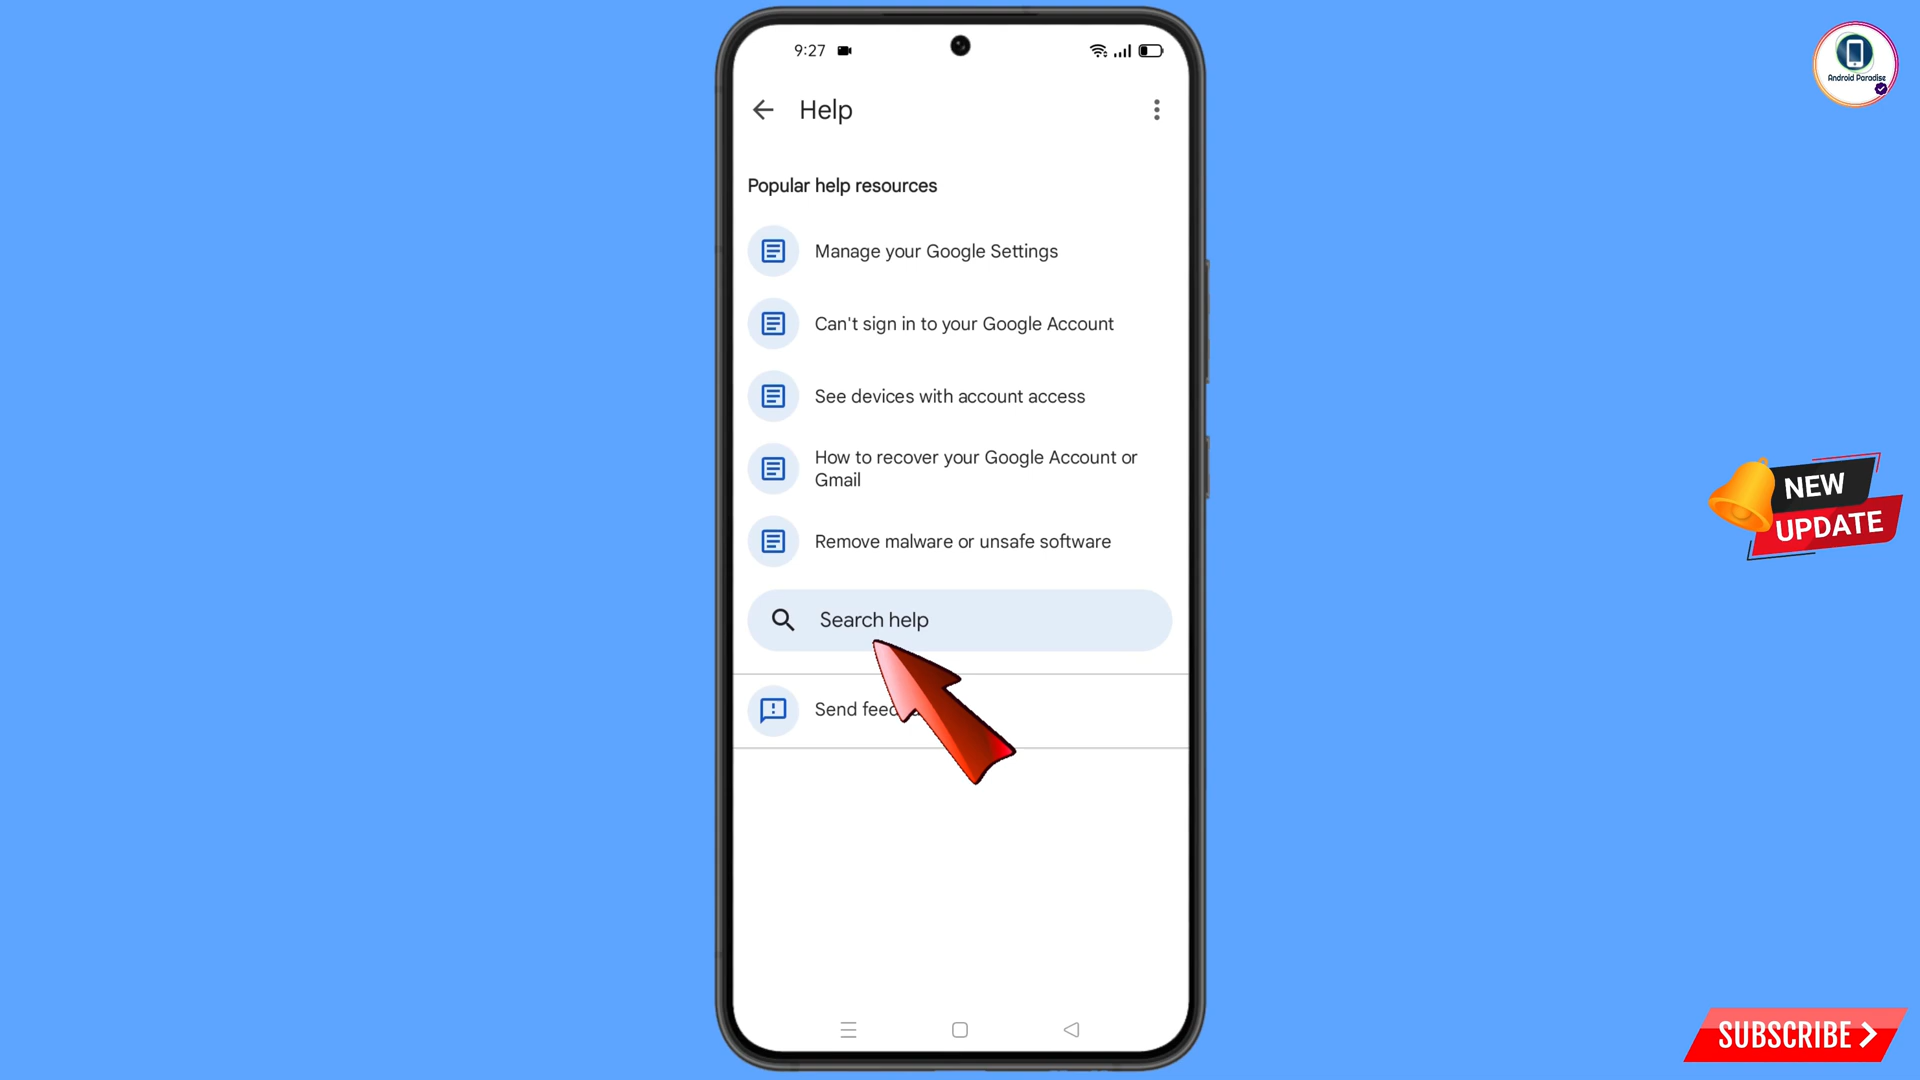 9:27
Android Paradise
Help
Popular help resources
Manage your Google Settings
Can't sign in to your Google Account
See devices with account access
How to recover your Google Account or
Gmail
NEW
UPDATE
Remove malware or unsafe software
Search help
Send feed
SUBSCRIBE